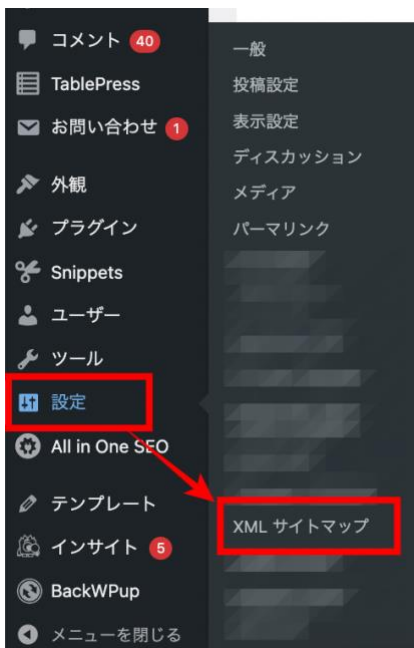 コメント 40
TablePress
お問い合わせ 1
外観
プラグイン
Snippets
ユーザー
ツール
設定
All in One SEO
テンプレート
インサイト 5
BackWPup
メニューを閉じる
一般
投稿設定
表示設定
ディスカッション
メディア
パーマリンク
XML サイトマップ